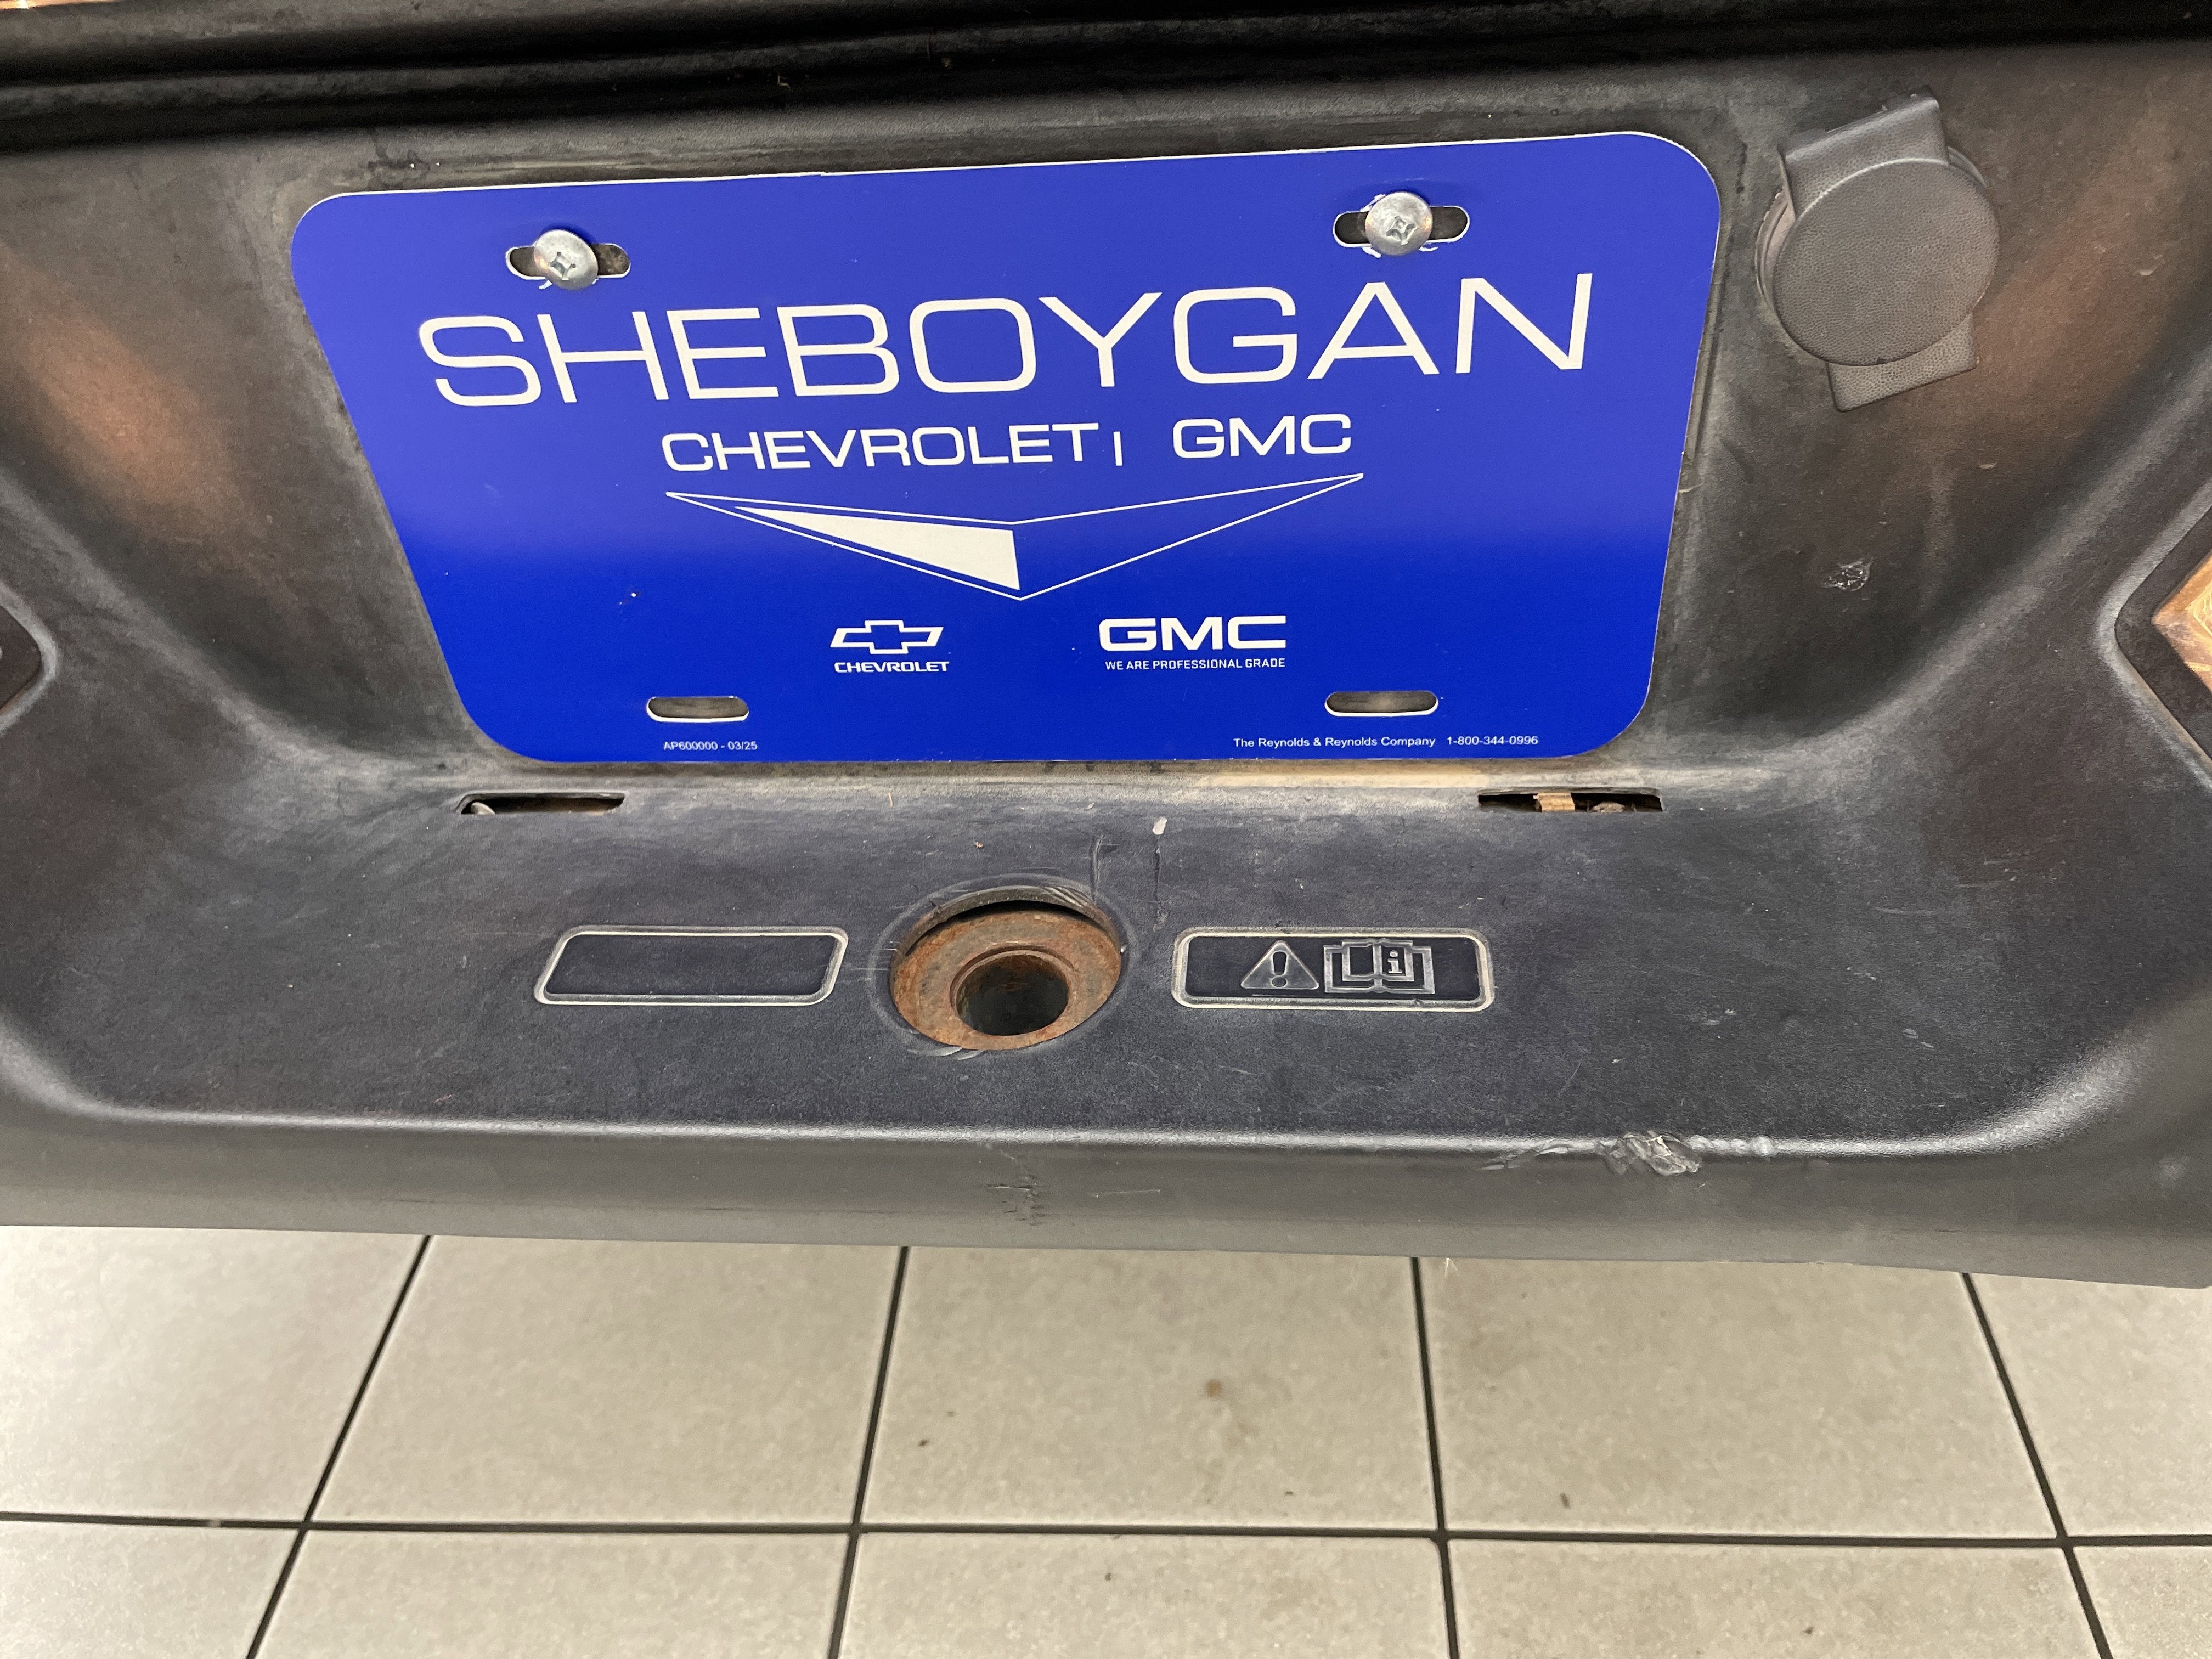 SHEBOYGAN
CHEVROLET | GMC
CHEVROLET
GMC
WE ARE PROFESSIONAL GRADE
AP600000 - 03/25
The Reynolds & Reynolds Company 1-800-344-0996
i